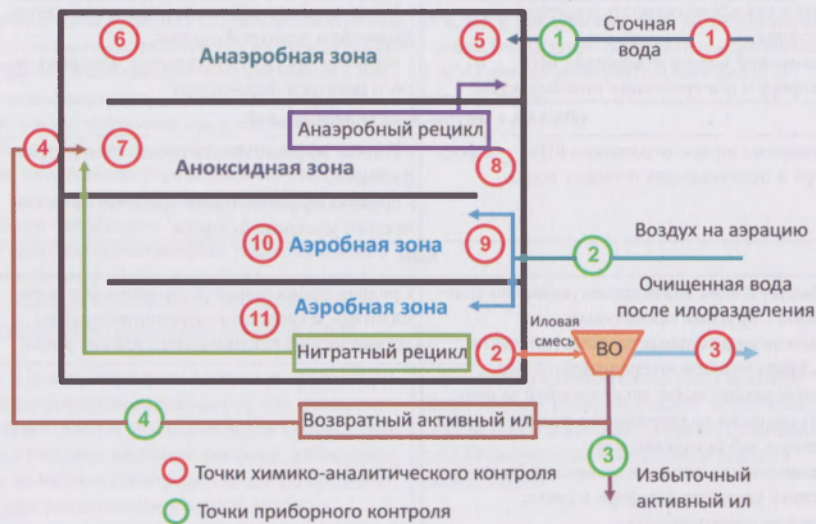 6
5
1
Сточная
вода
1
Анаэробная зона
Анаэробный рецикл
4
7
Аноксидная зона
8
10
Аэробная зона
9
2
Воздух на аэрацию
Аэробная зона
11
Очищенная вода
после илоразделения
Нитратный рецикл
2
Иловая
смесь
ВО
3
4
Возвратный активный ил
3
Избыточный
активный ил
Точки химико-аналитического контроля
Точки приборного контроля